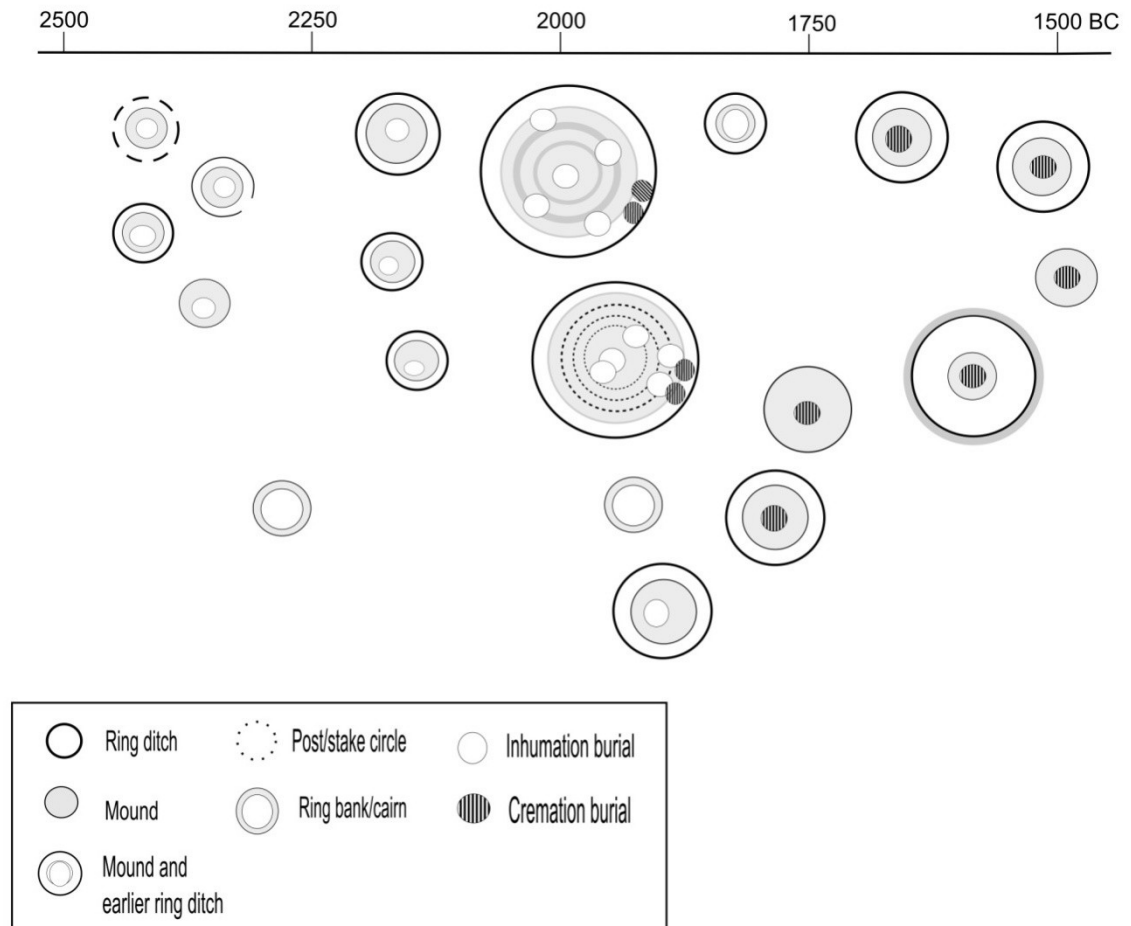 2500 2250 2000 1750 1500 BC
Ring ditch
Post/stake circle
Inhumation burial
Mound
Ring bank/cairn
Cremation burial
Mound and
earlier ring ditch